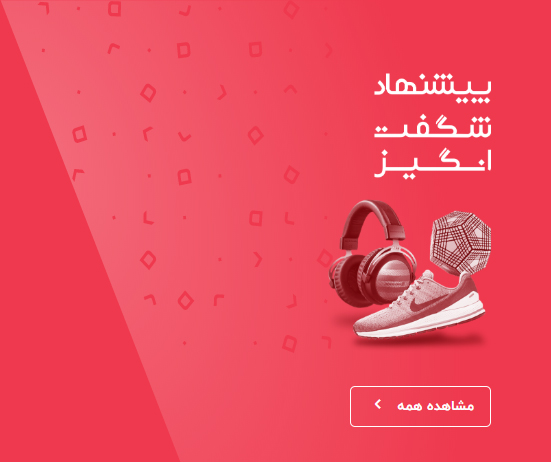 پیشنهاد
شگفت
انگیز
مشاهده همه